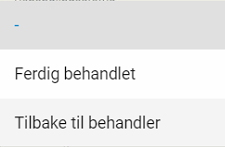 -
Ferdig behandlet
Tilbake til behandler